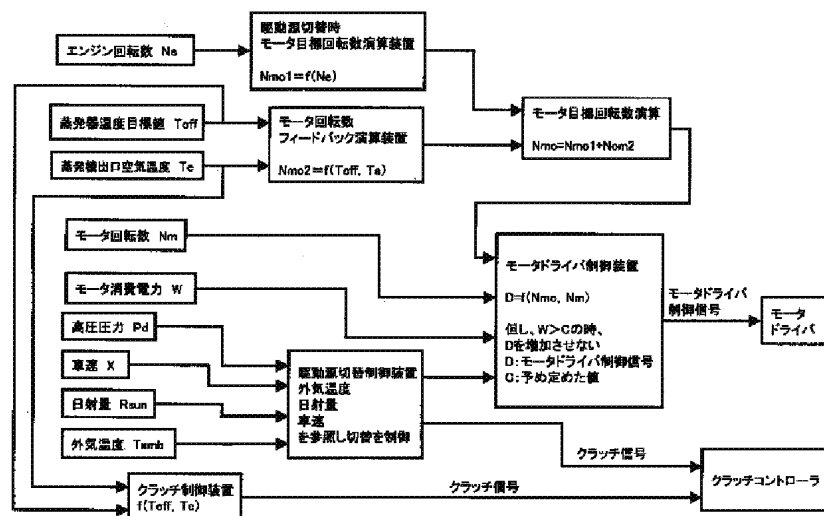 エンジン回転数 Ne
駆動源切替時
モータ目標回転数演算装置
Nmo1=f(Ne)
蒸発器温度目標値 Toff
蒸発機出口空気温度 Te
モータ回転数
フィードバック演算装置
Nmo2=f(Toff, Te)
モータ目標回転数演算
Nmo=Nmo1+Nom2
モータ回転数 Nm
モータ消費電力 W
高圧圧力 Pd
車速 X
日射量 Rsun
外気温度 Tamb
駆動源切替制御装置
外気温度
日射量
車速
を参照し切替を制御
モータドライバ制御装置
D=f(Nmo, Nm)
但し、W>Cの時、
Dを増加させない
D:モータドライバ制御信号
C:予め定めた値
モータドライバ
制御信号
モータ
ドライバ
クラッチ制御装置
f(Toff, Te)
クラッチ信号
クラッチ信号
クラッチコントローラ